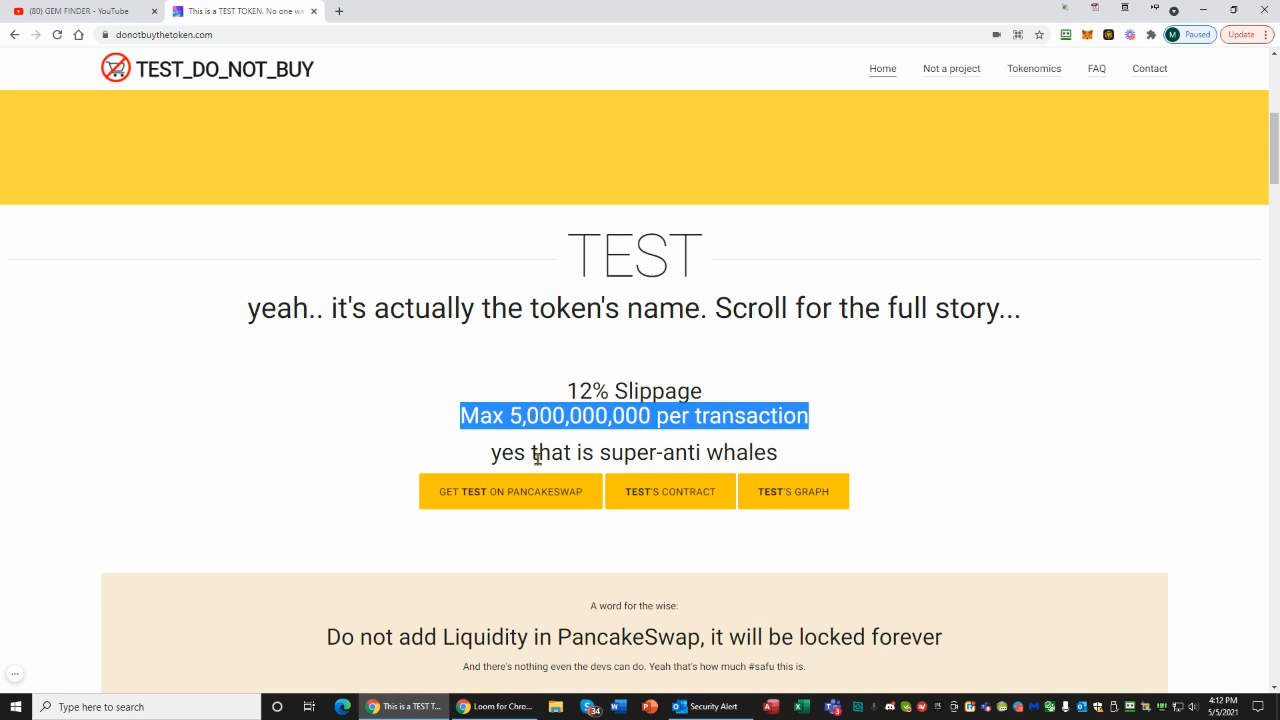 (80) GEM FINDER - YouTube
This is a TEST TOKEN. No one wa
donotbuythetoken.com
M Paused
Update
TEST_DO_NOT_BUY
Home
Not a project
Tokenomics
FAQ
Contact
TEST
yeah.. it's actually the token's name. Scroll for the full story...
12% Slippage
Max 5,000,000,000 per transaction
yes that is super-anti whales
GET TEST ON PANCAKESWAP
TEST'S CONTRACT
TEST'S GRAPH
A word for the wise:
Do not add Liquidity in PancakeSwap, it will be locked forever
And there's nothing even the devs can do. Yeah that's how much #safu this is.
Type here to search
This is a TEST T...
Loom for Chro...
34
Security Alert
3
4:12 PM
5/5/2021